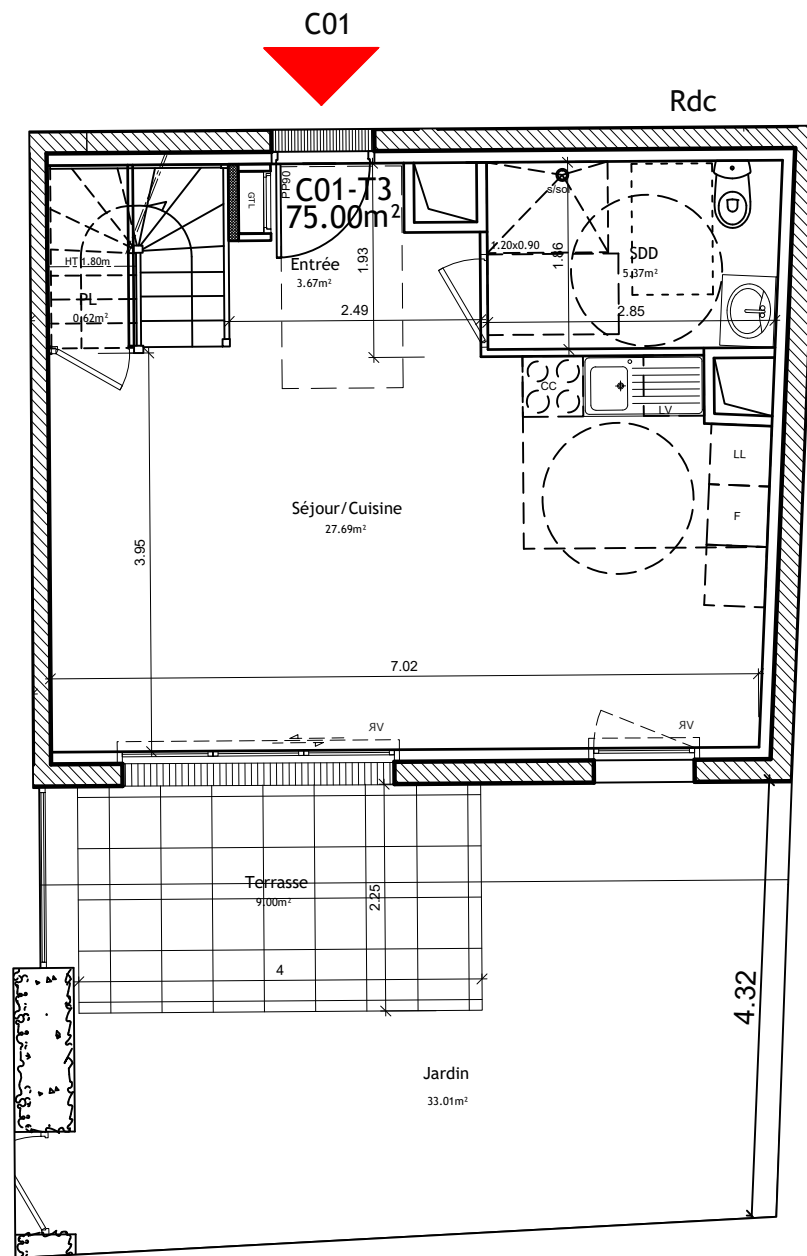 C01
Rdc
C01-T3
75.00m²
PP90
GTL
Entrée
3.67m²
1.93
s/sol
1.20x0.90
1.86
SDD
5.37m²
HT 1.80m
PL
0.62m²
2.49
2.85
CC
LV
LL
F
Séjour/Cuisine
27.69m²
3.95
7.02
VR
VR
Terrasse
9.00m²
2.25
4
4.32
Jardin
33.01m²